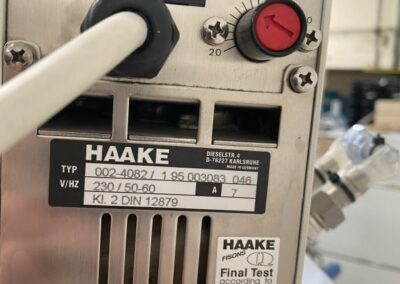 0
20
HAAKE DIESELSTR. 4
D-76227 KARLSRUHE
MADE IN GERMANY
TYP 002-4082 / 1 95 003083 046
V/HZ 230 / 50-60 A 7
Kl. 2 DIN 12879
HAAKE
FISONS
Final Test
according to